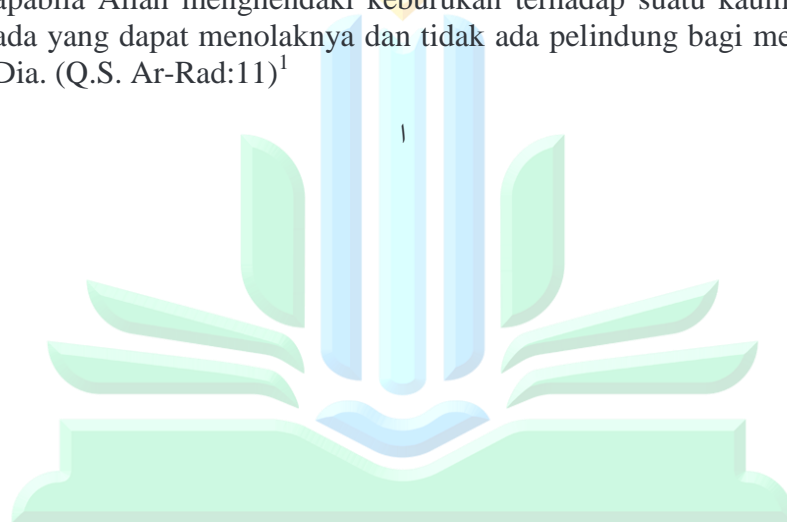 apabila Allah menghendaki keburukan terhadap suatu kaum
ada yang dapat menolaknya dan tidak ada pelindung bagi me
Dia. (Q.S. Ar-Rad:11)¹
ا